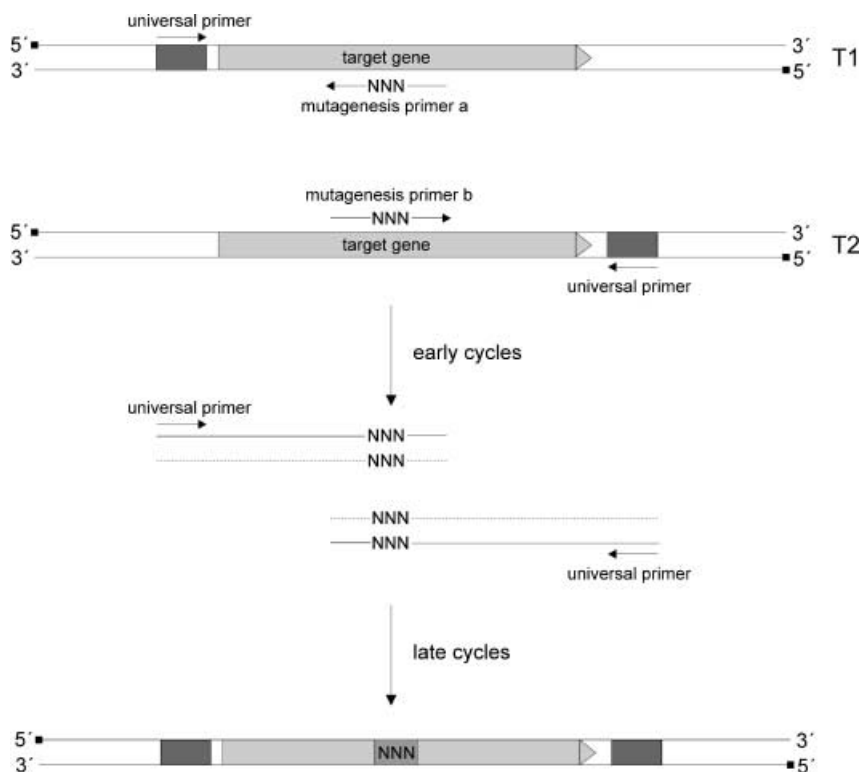 universal primer
5´ 3´
target gene T1
3´ 5´
NNN
mutagenesis primer a
mutagenesis primer b
NNN
5´ 3´
target gene T2
3´ 5´
universal primer
early cycles
universal primer
NNN
NNN
NNN
NNN
universal primer
late cycles
5´ 3´
NNN
3´ 5´